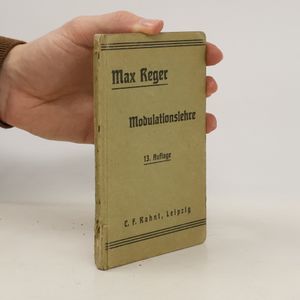 Max Reger
Modulationslehre
13. Auflage
C. F. Kahnt, Leipzig